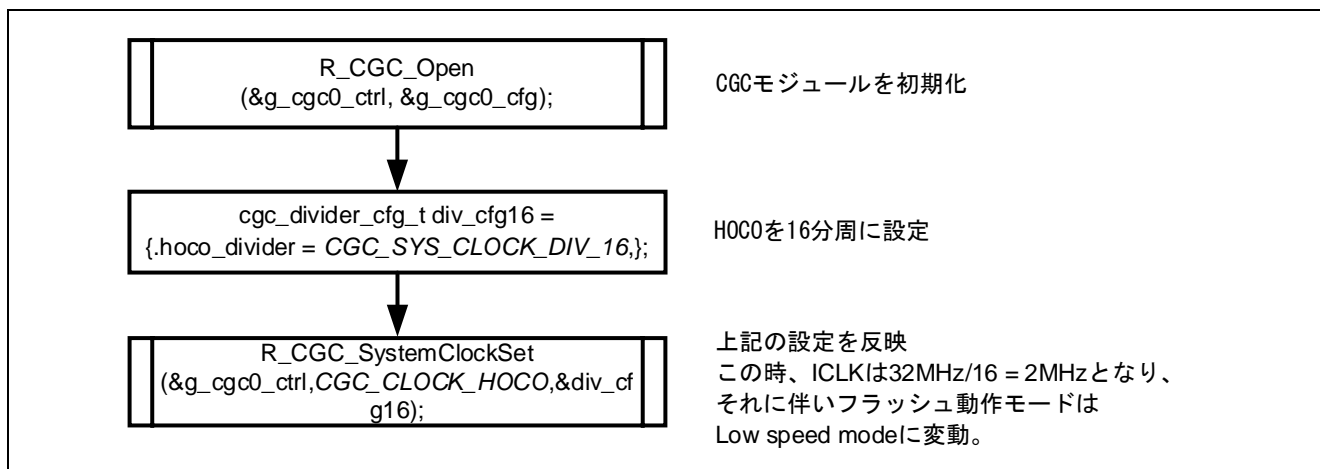 R_CGC_Open
(&g_cgc0_ctrl, &g_cgc0_cfg);
CGCモジュールを初期化
cgc_divider_cfg_t div_cfg16 =
{.hoco_divider = CGC_SYS_CLOCK_DIV_16,};
HOCOを16分周に設定
R_CGC_SystemClockSet
(&g_cgc0_ctrl,CGC_CLOCK_HOCO,&div_cf
g16);
上記の設定を反映
この時、ICLKは32MHz/16 = 2MHzとなり、
それに伴いフラッシュ動作モードは
Low speed modeに変動。